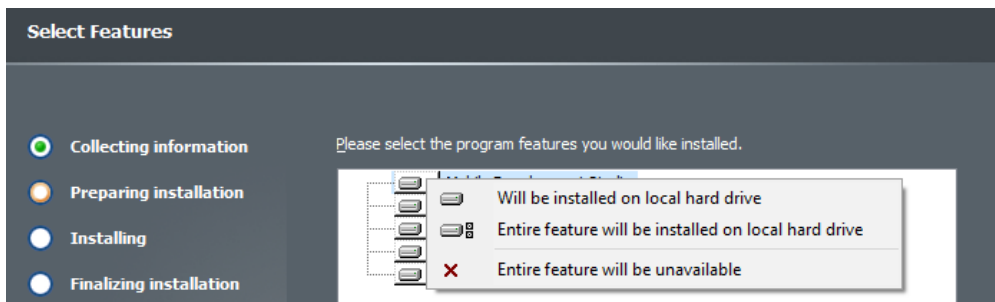 Select Features
Collecting information
Preparing installation
Installing
Finalizing installation
Please select the program features you would like installed.
Will be installed on local hard drive
Entire feature will be installed on local hard drive
Entire feature will be unavailable